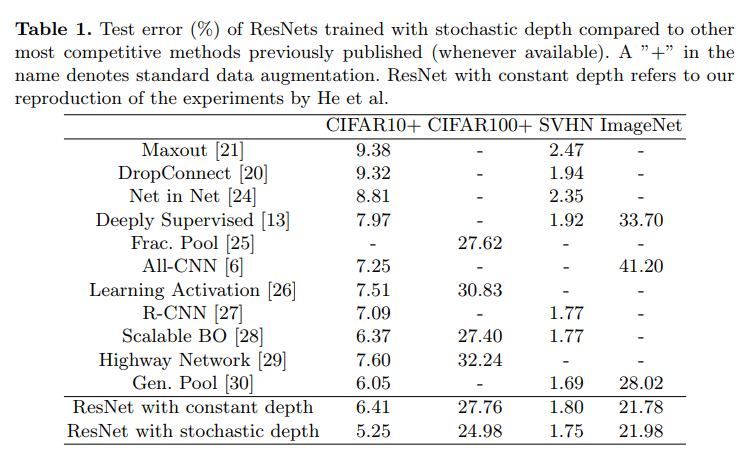 Table 1. Test error (%) of ResNets trained with stochastic depth compared to other
most competitive methods previously published (whenever available). A ”+” in the
name denotes standard data augmentation. ResNet with constant depth refers to our
reproduction of the experiments by He et al.
CIFAR10+ CIFAR100+ SVHN ImageNet
Maxout [21] 9.38 - 2.47 -
DropConnect [20] 9.32 - 1.94 -
Net in Net [24] 8.81 - 2.35 -
Deeply Supervised [13] 7.97 - 1.92 33.70
Frac. Pool [25] - 27.62 - -
All-CNN [6] 7.25 - - 41.20
Learning Activation [26] 7.51 30.83 - -
R-CNN [27] 7.09 - 1.77 -
Scalable BO [28] 6.37 27.40 1.77 -
Highway Network [29] 7.60 32.24 - -
Gen. Pool [30] 6.05 - 1.69 28.02
ResNet with constant depth 6.41 27.76 1.80 21.78
ResNet with stochastic depth 5.25 24.98 1.75 21.98